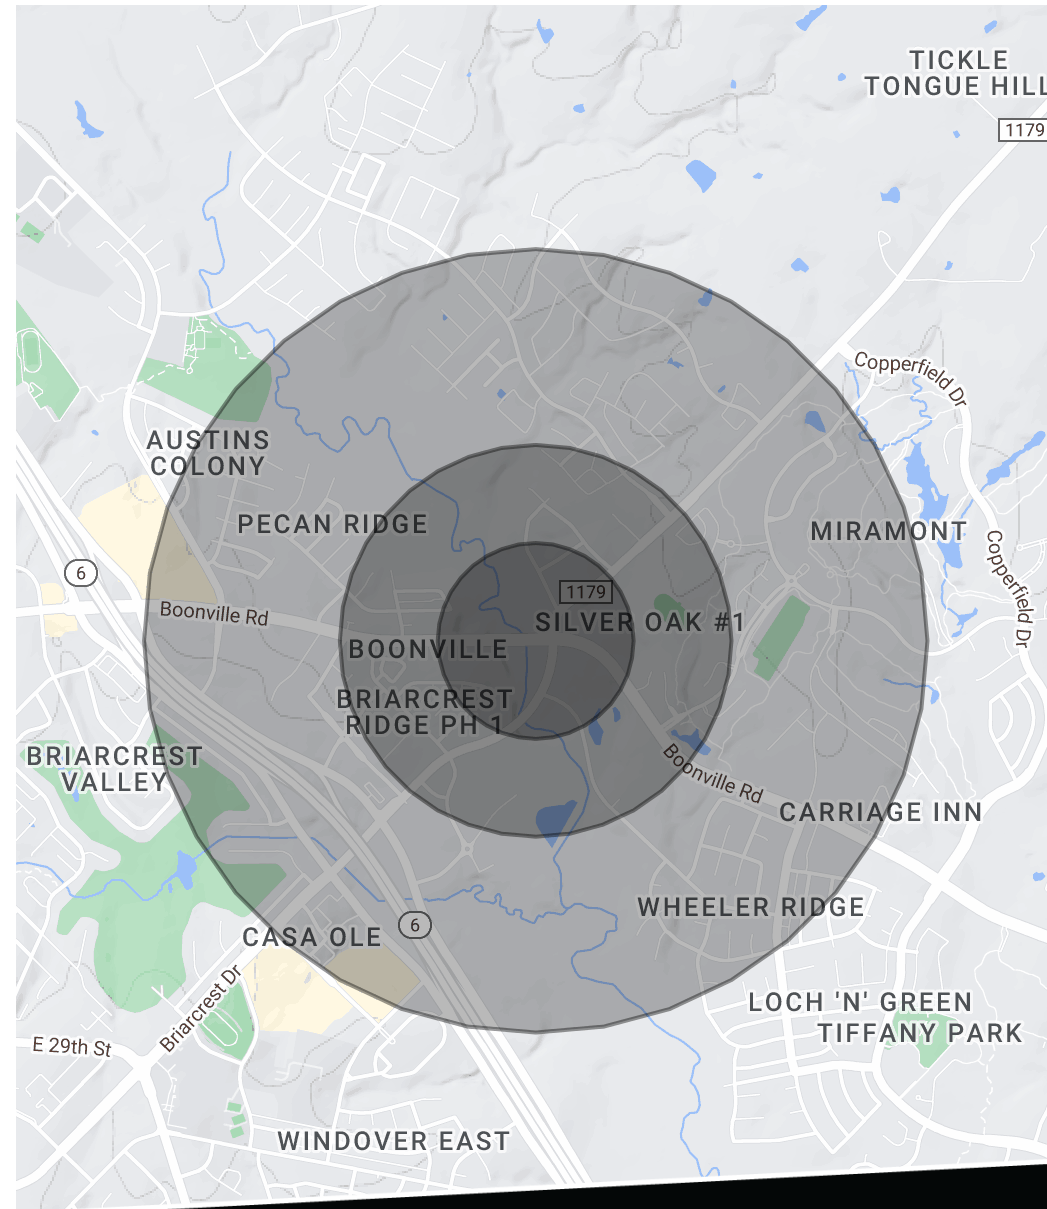 TICKLE
TONGUE HILL
1179
Copperfield Dr
AUSTINS
COLONY
PECAN RIDGE
MIRAMONT
Copperfield Dr
6
1179
Boonville Rd
SILVER OAK #1
BOONVILLE
BRIARCREST
RIDGE PH 1
BRIARCREST
VALLEY
Boonville Rd
CARRIAGE INN
WHEELER RIDGE
6
CASA OLE
Briarcrest Dr
LOCH 'N' GREEN
TIFFANY PARK
E 29th St
WINDOVER EAST